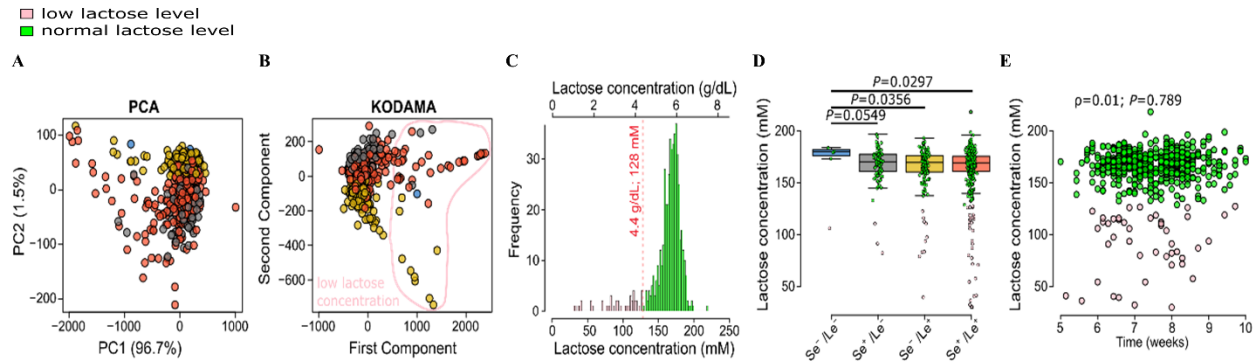 low lactose level
normal lactose level
A
PCA
PC2 (1.5%)
100
0
−100
−200
−2000
−1000
0
1000
PC1 (96.7%)
B
KODAMA
Second Component
200
0
−200
−400
−600
low lactose
concentration
−1000
0
1000
2000
First Component
C
Lactose concentration
(g/dL)
0
2
4
6
8
Frequency
30
20
10
0
4.4 g/dL; 128 mM
0
50
100
150
200
250
Lactose concentration
(mM)
D
P=0.0297
P=0.0356
P=0.0549
Lactose concentration (mM)
200
150
100
50
Se⁻/Le⁻
Se⁺/Le⁻
Se⁻/Le⁺
Se⁺/Le⁺
E
ρ=0.01; P=0.789
Lactose concentration (mM)
200
150
100
50
5
6
7
8
9
10
Time (weeks)